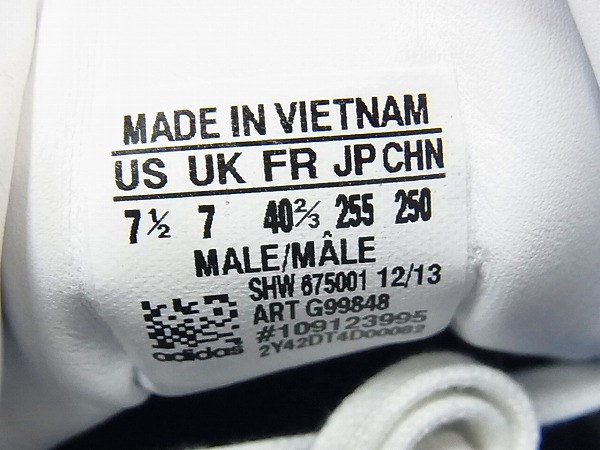 MADE IN VIETNAM
US UK FR JP CHN
7½ 7 40⅔ 255 250
MALE/MÂLE
SHW 675001 12/13
ART G99848
#109123995
adidas 2Y42DT4D00082